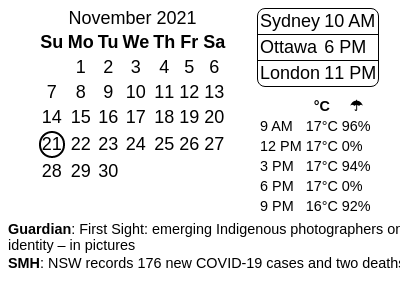 November 2021
Su Mo Tu We Th Fr Sa
1 2 3 4 5 6
7 8 9 10 11 12 13
14 15 16 17 18 19 20
21 22 23 24 25 26 27
28 29 30
Sydney 10 AM
Ottawa 6 PM
London 11 PM
°C ☂
9 AM 17°C 96%
12 PM 17°C 0%
3 PM 17°C 94%
6 PM 17°C 0%
9 PM 16°C 92%
Guardian: First Sight: emerging Indigenous photographers on
identity – in pictures
SMH: NSW records 176 new COVID-19 cases and two deaths